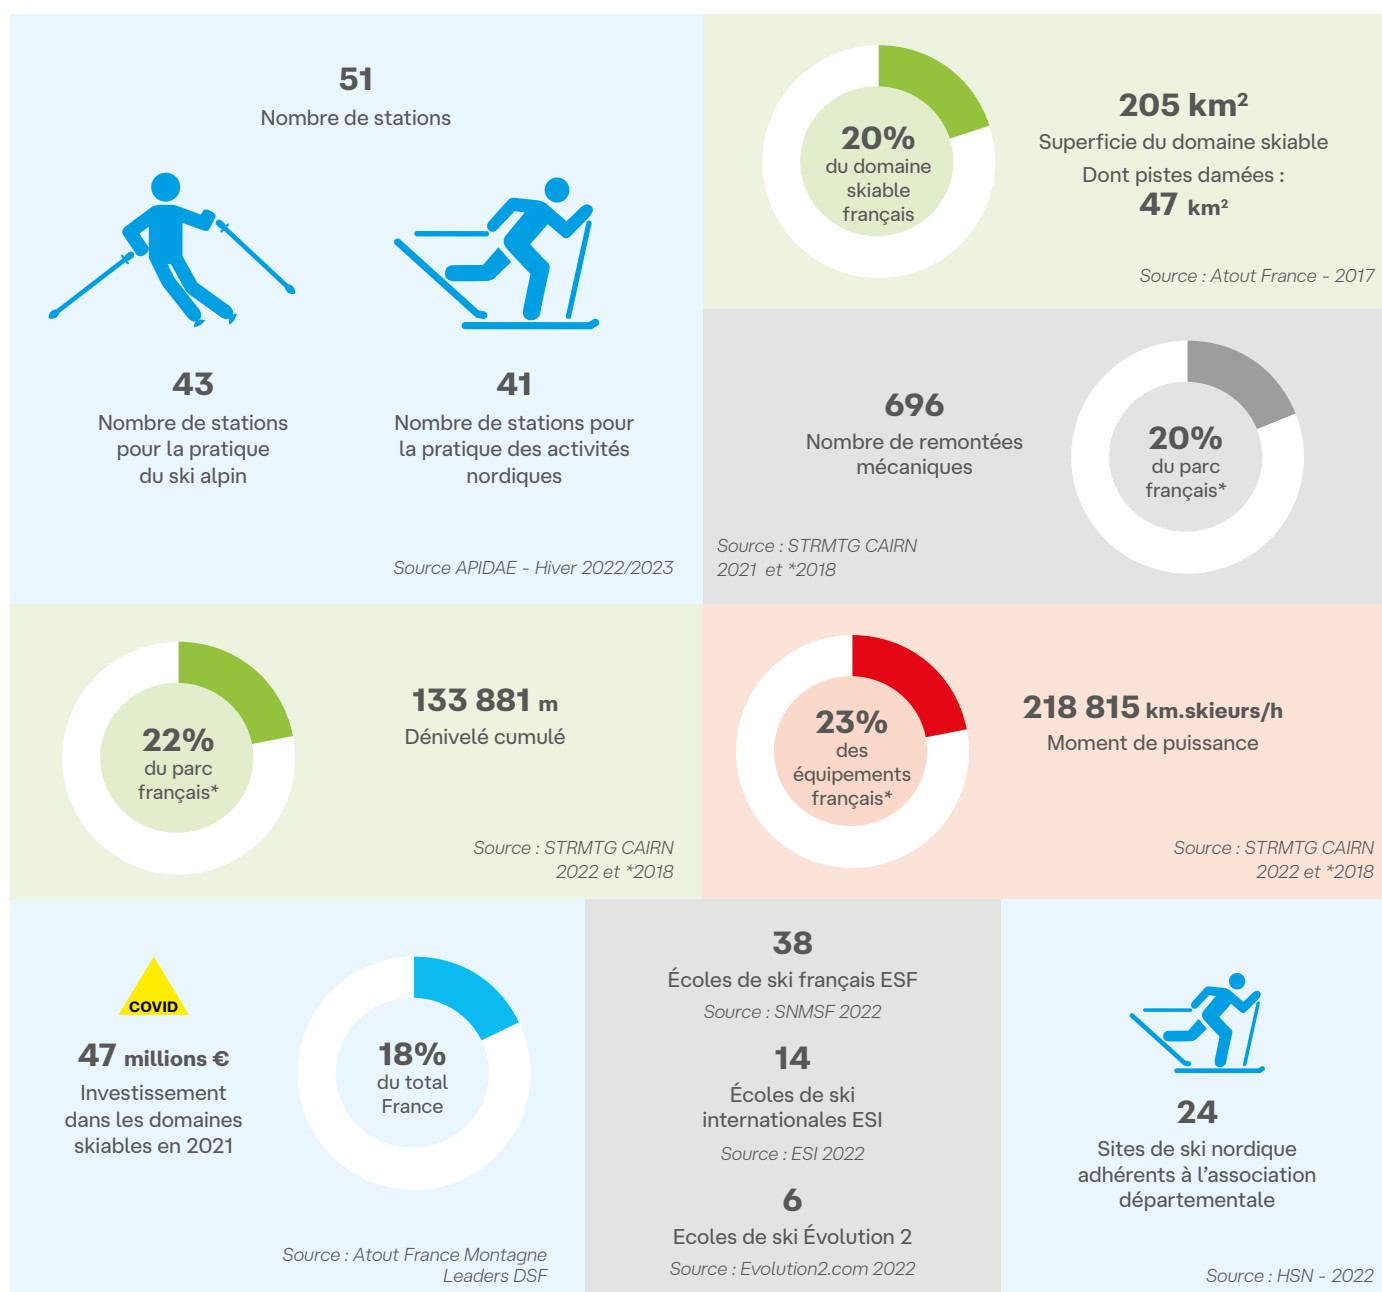 51
Nombre de stations
43
Nombre de stations
pour la pratique
du ski alpin
41
Nombre de stations pour
la pratique des activités
nordiques
Source APIDAE - Hiver 2022/2023
20%
du domaine
skiable
français
205 km²
Superficie du domaine skiable
Dont pistes damées :
47 km²
Source : Atout France - 2017
696
Nombre de remontées
mécaniques
Source : STRMTG CAIRN
2021 et *2018
20%
du parc
français*
22%
du parc
français*
133 881 m
Dénivelé cumulé
Source : STRMTG CAIRN
2022 et *2018
23%
des
équipements
français*
218 815 km.skieurs/h
Moment de puissance
Source : STRMTG CAIRN
2022 et *2018
COVID
47 millions €
Investissement
dans les domaines
skiables en 2021
18%
du total
France
Source : Atout France Montagne
Leaders DSF
38
Écoles de ski français ESF
Source : SNMSF 2022
14
Écoles de ski
internationales ESI
Source : ESI 2022
6
Ecoles de ski Évolution 2
Source : Evolution2.com 2022
24
Sites de ski nordique
adhérents à l'association
départementale
Source : HSN - 2022